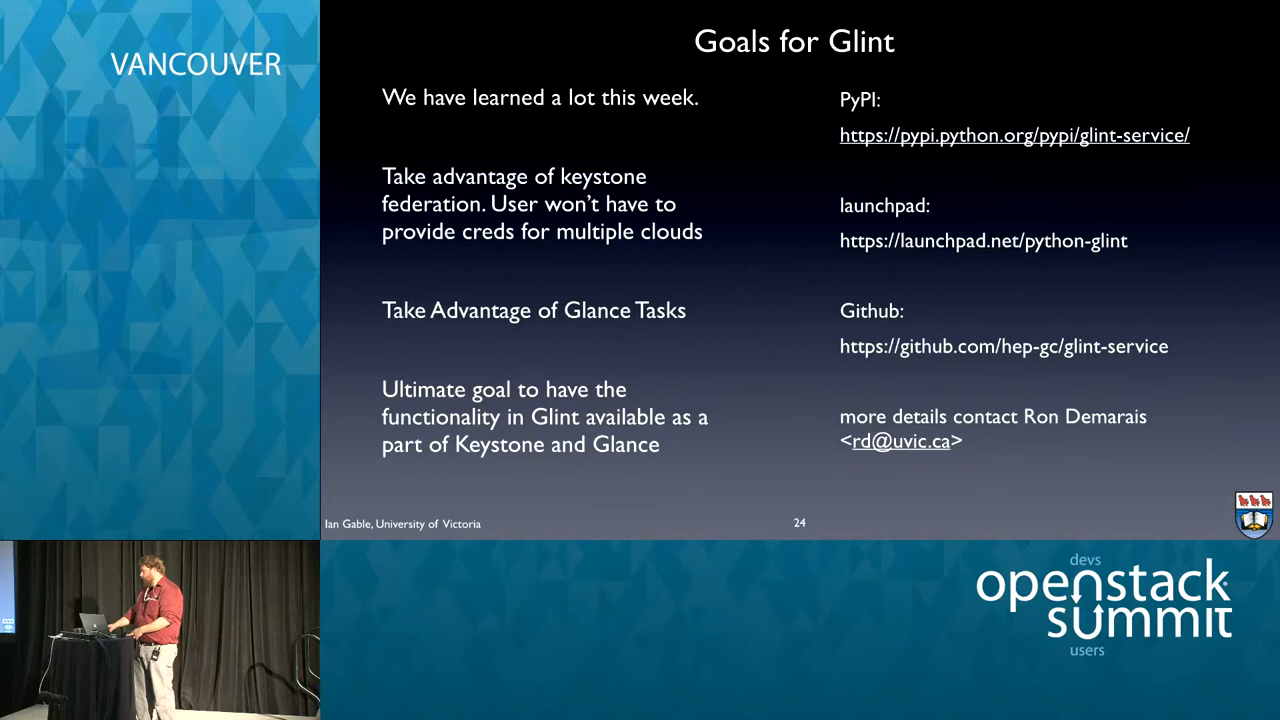 VANCOUVER
Goals for Glint
We have learned a lot this week.
Take advantage of keystone
federation. User won't have to
provide creds for multiple clouds
Take Advantage of Glance Tasks
Ultimate goal to have the
functionality in Glint available as a
part of Keystone and Glance
PyPI:
https://pypi.python.org/pypi/glint-service/
launchpad:
https://launchpad.net/python-glint
Github:
https://github.com/hep-gc/glint-service
more details contact Ron Demarais
<rd@uvic.ca>
Ian Gable, University of Victoria
24
devs
openstack
summit
users